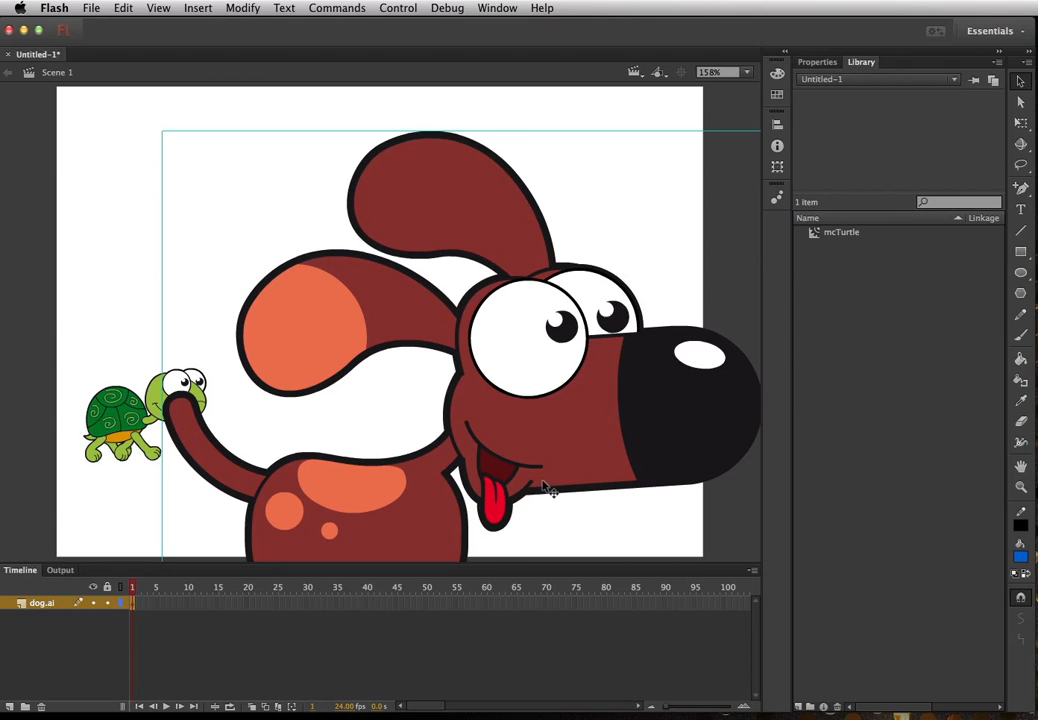 Flash File Edit View Insert Modify Text Commands Control Debug Window Help
Fl
Essentials
Untitled-1*
Properties Library
Scene 1
158%
Untitled-1
1 item
Name Linkage
mcTurtle
T
Timeline Output
1 5 10 15 20 25 30 35 40 45 50 55 60 65 70 75 80 85 90 95 100
dog.ai
1 24.00 fps 0.0 s